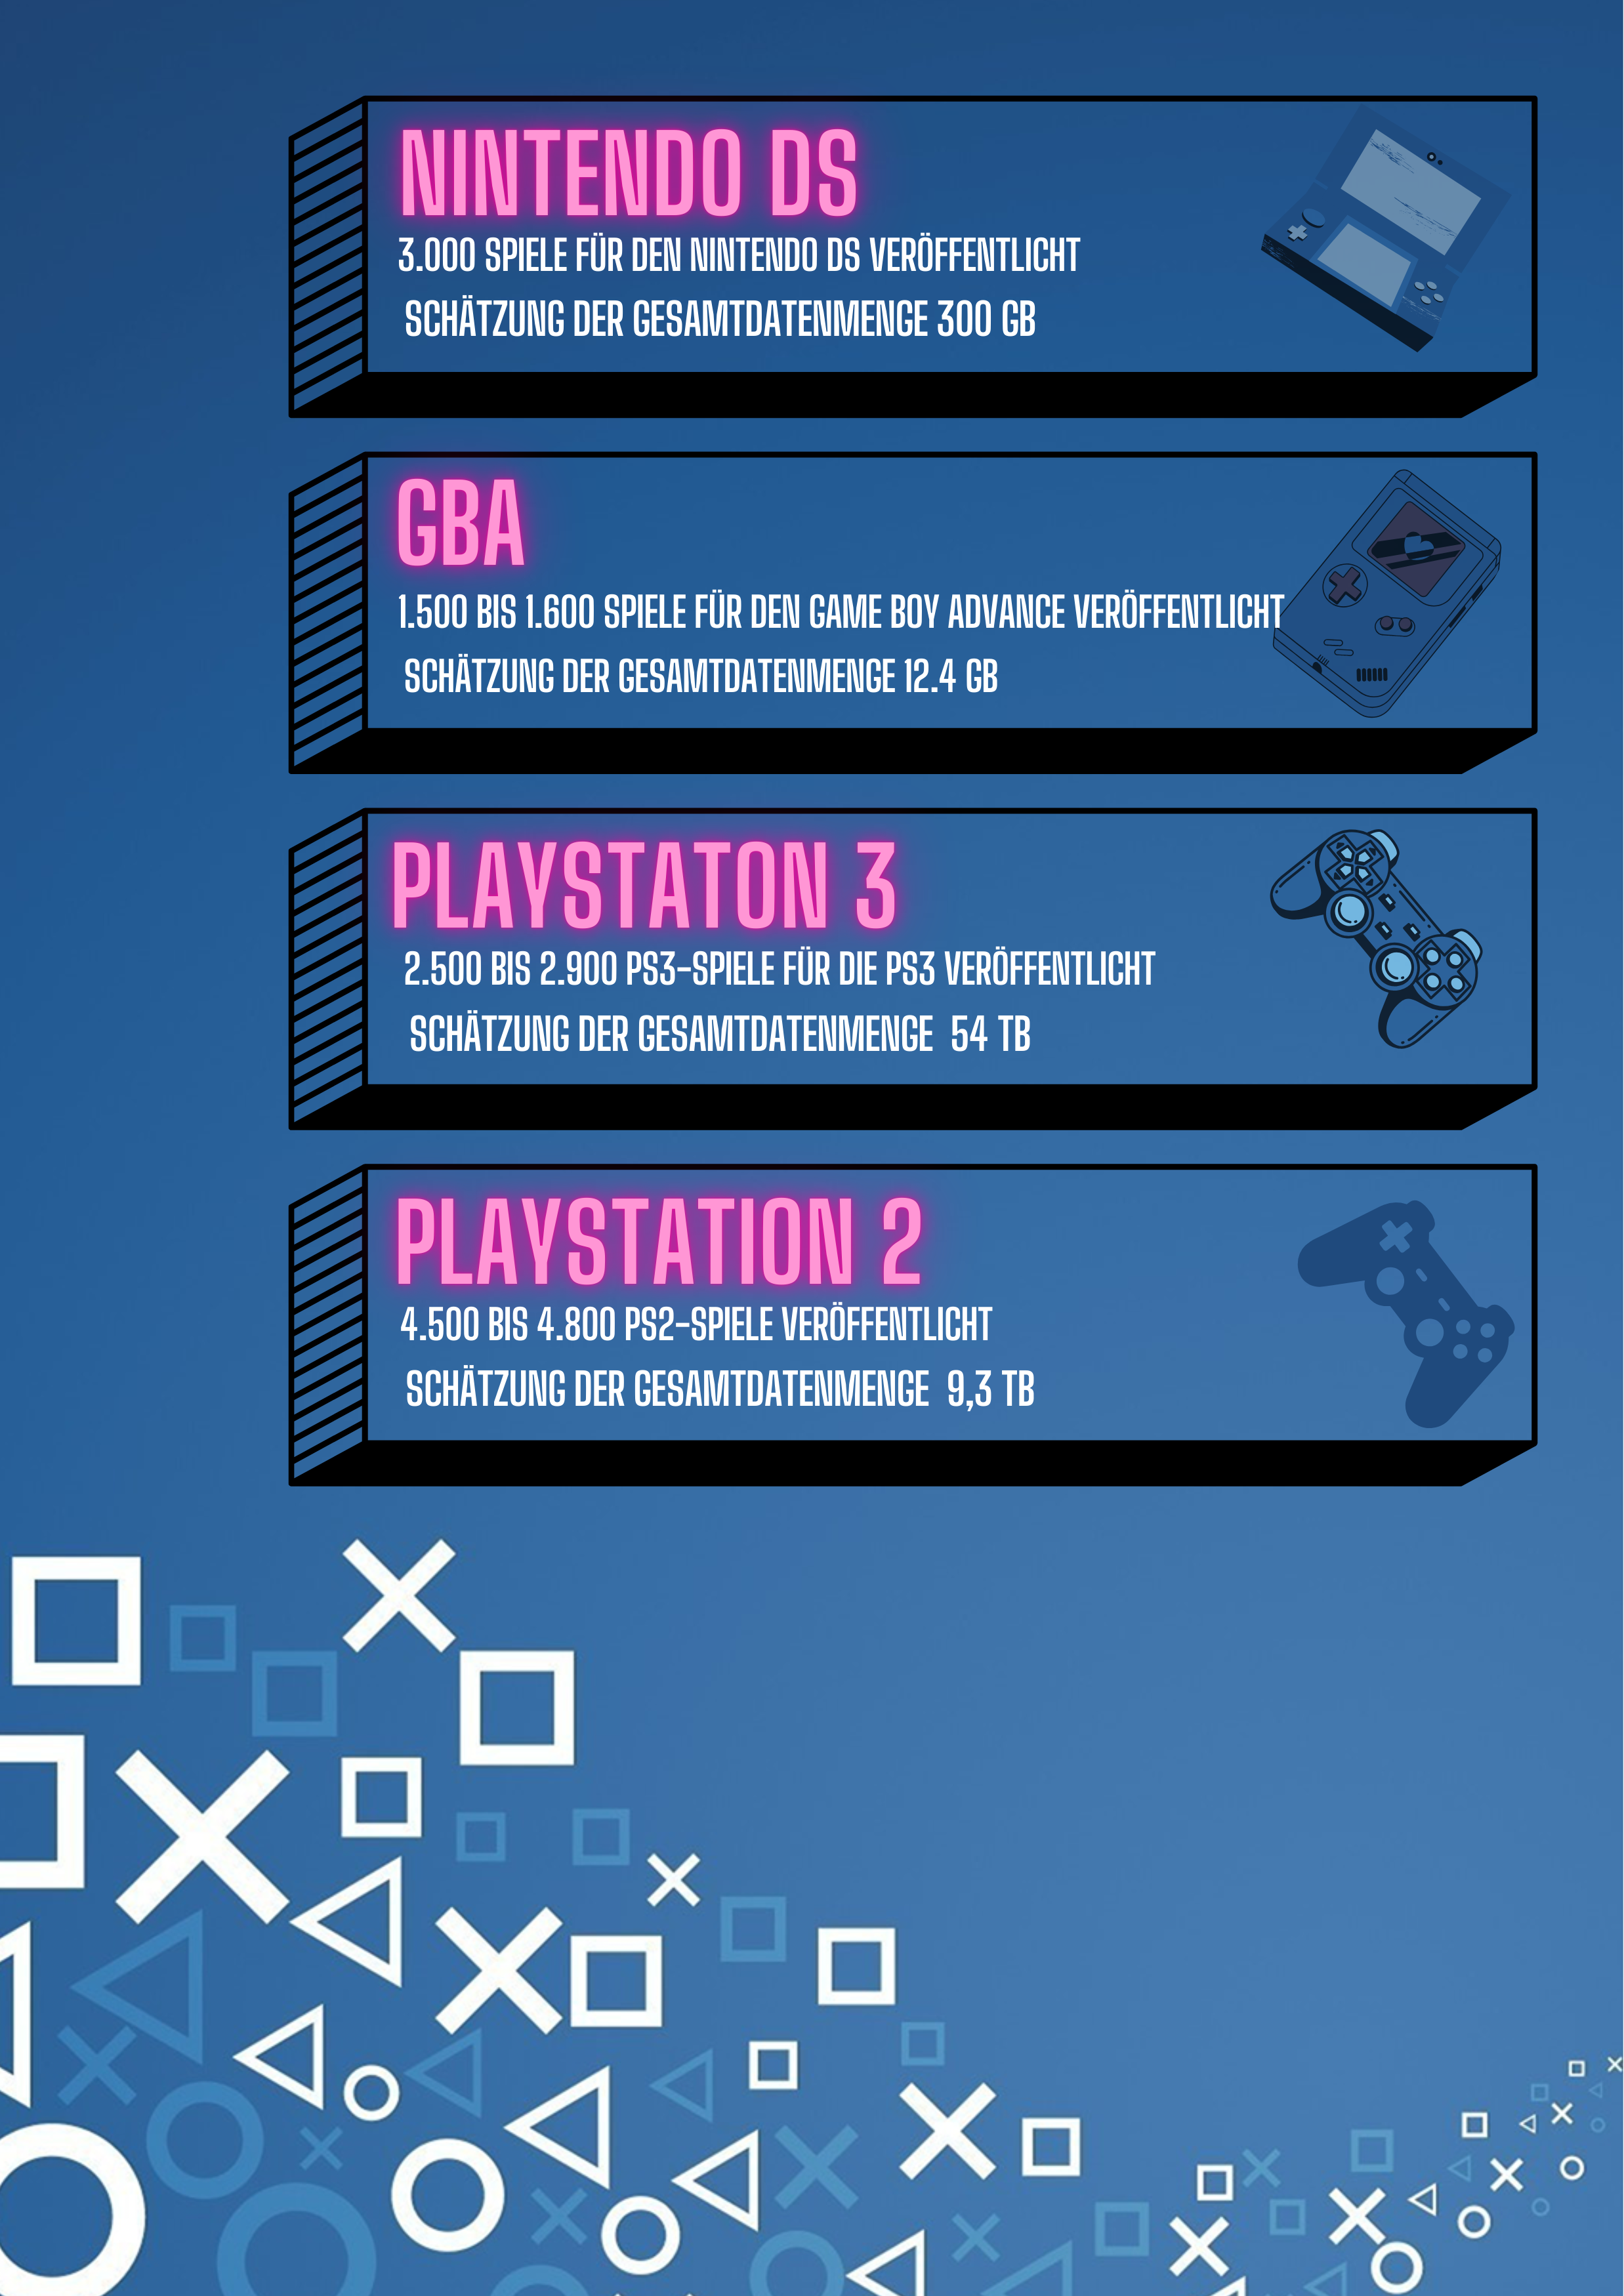 NINTENDO DS
3.000 SPIELE FÜR DEN NINTENDO DS VERÖFFENTLICHT
SCHÄTZUNG DER GESAMTDATENMENGE 300 GB
GBA
1.500 BIS 1.600 SPIELE FÜR DEN GAME BOY ADVANCE VERÖFFENTLICHT
SCHÄTZUNG DER GESAMTDATENMENGE 12.4 GB
PLAYSTATON 3
2.500 BIS 2.900 PS3-SPIELE FÜR DIE PS3 VERÖFFENTLICHT
SCHÄTZUNG DER GESAMTDATENMENGE 54 TB
PLAYSTATION 2
4.500 BIS 4.800 PS2-SPIELE VERÖFFENTLICHT
SCHÄTZUNG DER GESAMTDATENMENGE 9,3 TB